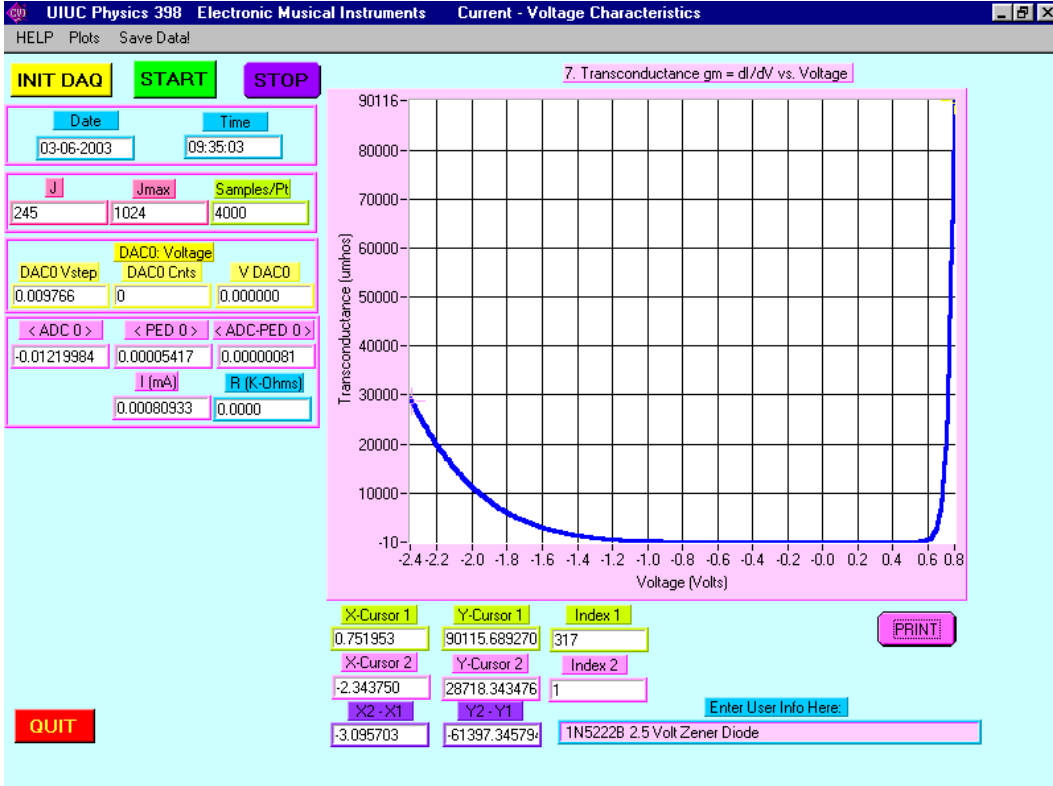 UIUC Physics 398 Electronic Musical Instruments Current - Voltage Characteristics
HELP Plots Save Data!
INIT DAQ START STOP
Date Time
03-06-2003 09:35:03
J Jmax Samples/Pt
245 1024 4000
DAC0: Voltage
DAC0 Vstep DAC0 Cnts V DAC0
0.009766 0 0.000000
< ADC 0 > < PED 0 > < ADC-PED 0 >
-0.01219984 0.00005417 0.00000081
I (mA) R (K-Ohms)
0.00080933 0.0000
7. Transconductance gm = dI/dV vs. Voltage
Transconductance (umhos)
90116
80000
70000
60000
50000
40000
30000
20000
10000
-10
-2.4 -2.2 -2.0 -1.8 -1.6 -1.4 -1.2 -1.0 -0.8 -0.6 -0.4 -0.2 -0.0 0.2 0.4 0.6 0.8
Voltage (Volts)
X-Cursor 1 Y-Cursor 1 Index 1
0.751953 90115.689270 317
X-Cursor 2 Y-Cursor 2 Index 2
-2.343750 28718.343476 1
X2 - X1 Y2 - Y1
-3.095703 -61397.345794
PRINT
Enter User Info Here:
1N5222B 2.5 Volt Zener Diode
QUIT